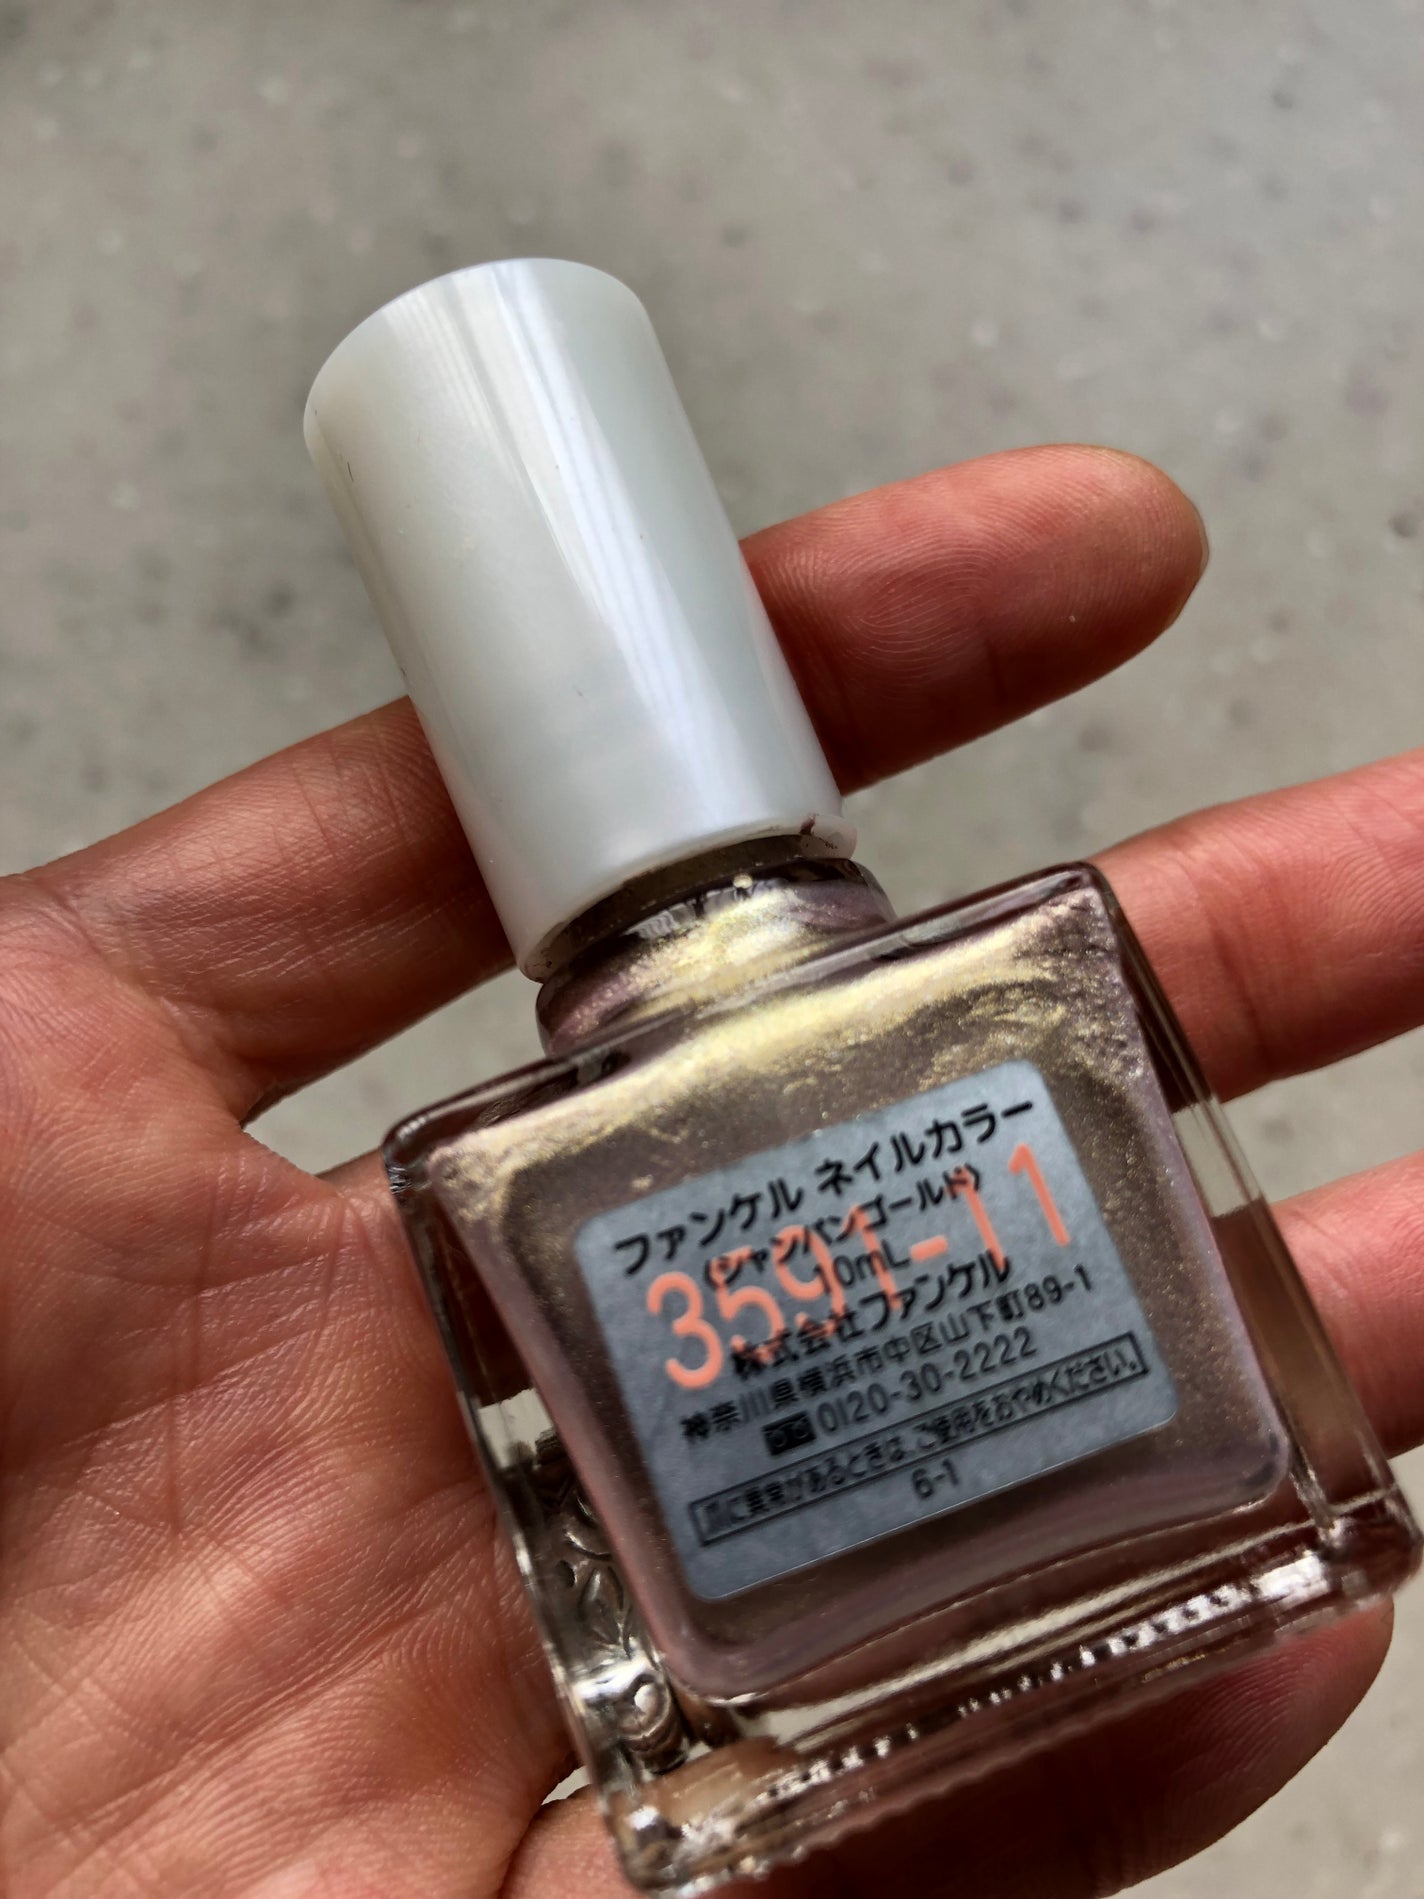 ファンケル ネイルカラー
(シャンパンゴールド)
3591-11
10mL
株式会社ファンケル
神奈川県横浜市中区山下町89-1
0120-30-2222
爪に異常があるときは、ご使用をおやめください。
6-1